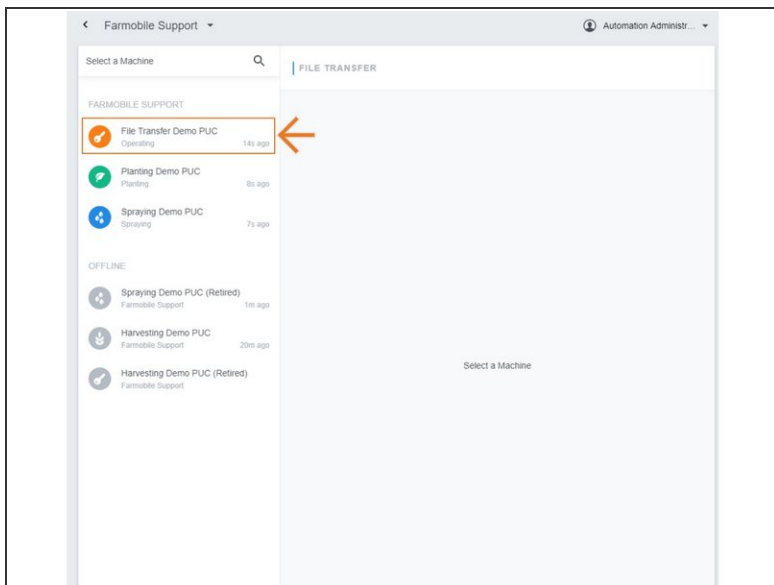 Farmobile Support
Automation Administr...
Select a Machine
FILE TRANSFER
FARMOBILE SUPPORT
File Transfer Demo PUC
Operating 14s ago
Planting Demo PUC
Planting 8s ago
Spraying Demo PUC
Spraying 7s ago
OFFLINE
Spraying Demo PUC (Retired)
Farmobile Support 1m ago
Harvesting Demo PUC
Farmobile Support 20m ago
Harvesting Demo PUC (Retired)
Farmobile Support
Select a Machine